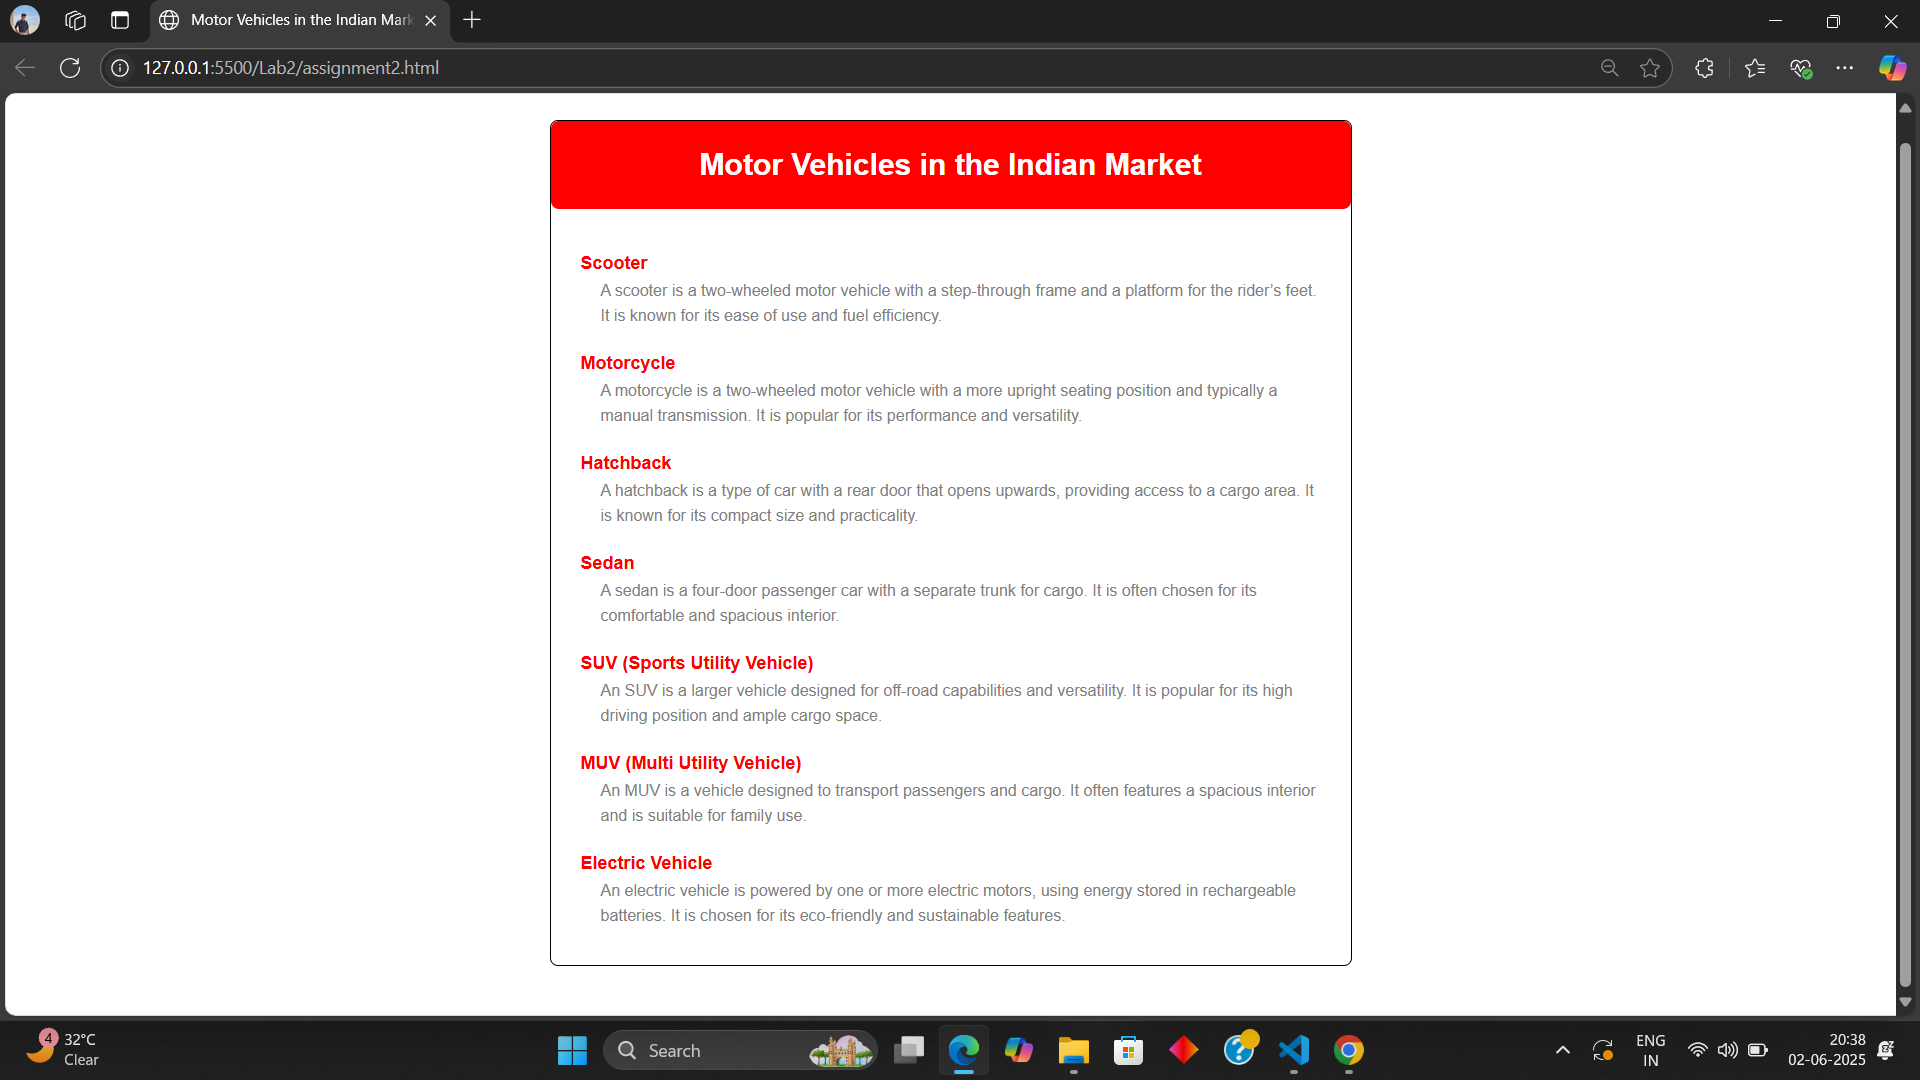 Motor Vehicles in the Indian Mark
127.0.0.1:5500/Lab2/assignment2.html
Motor Vehicles in the Indian Market
Scooter
A scooter is a two-wheeled motor vehicle with a step-through frame and a platform for the rider’s feet.
It is known for its ease of use and fuel efficiency.
Motorcycle
A motorcycle is a two-wheeled motor vehicle with a more upright seating position and typically a
manual transmission. It is popular for its performance and versatility.
Hatchback
A hatchback is a type of car with a rear door that opens upwards, providing access to a cargo area. It
is known for its compact size and practicality.
Sedan
A sedan is a four-door passenger car with a separate trunk for cargo. It is often chosen for its
comfortable and spacious interior.
SUV (Sports Utility Vehicle)
An SUV is a larger vehicle designed for off-road capabilities and versatility. It is popular for its high
driving position and ample cargo space.
MUV (Multi Utility Vehicle)
An MUV is a vehicle designed to transport passengers and cargo. It often features a spacious interior
and is suitable for family use.
Electric Vehicle
An electric vehicle is powered by one or more electric motors, using energy stored in rechargeable
batteries. It is chosen for its eco-friendly and sustainable features.
4
32°C
Clear
Search
ENG
IN
20:38
02-06-2025